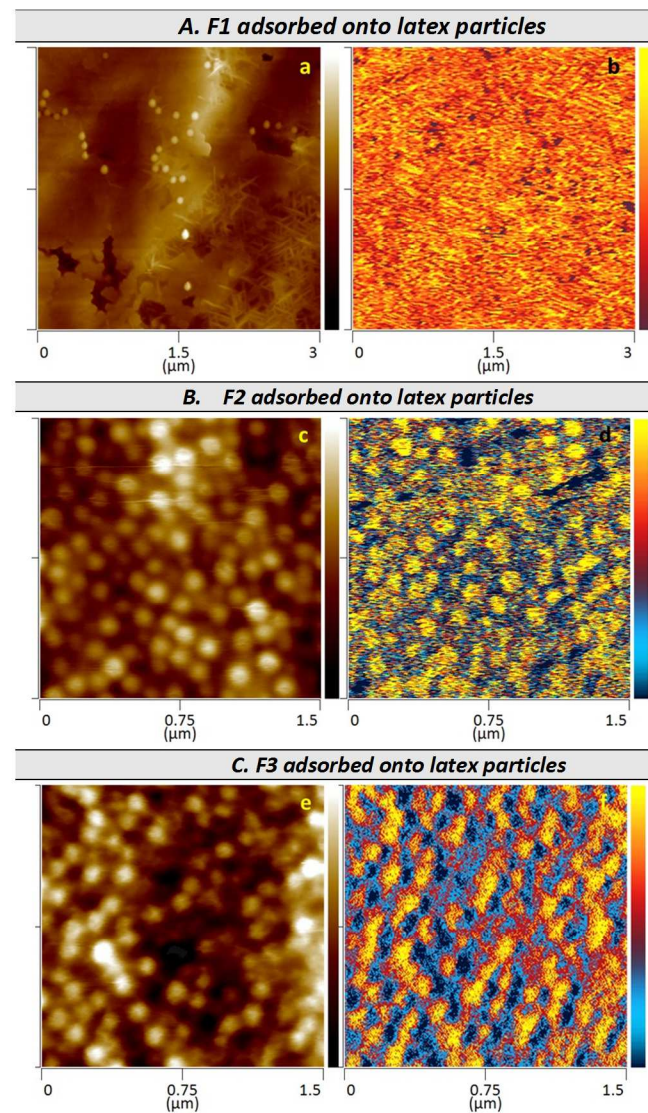 A. F1 adsorbed onto latex particles
a b
0 1.5 3 0 1.5 3
(µm) (µm)
B. F2 adsorbed onto latex particles
c d
0 0.75 1.5 0 0.75 1.5
(µm) (µm)
C. F3 adsorbed onto latex particles
e f
0 0.75 1.5 0 0.75 1.5
(µm) (µm)